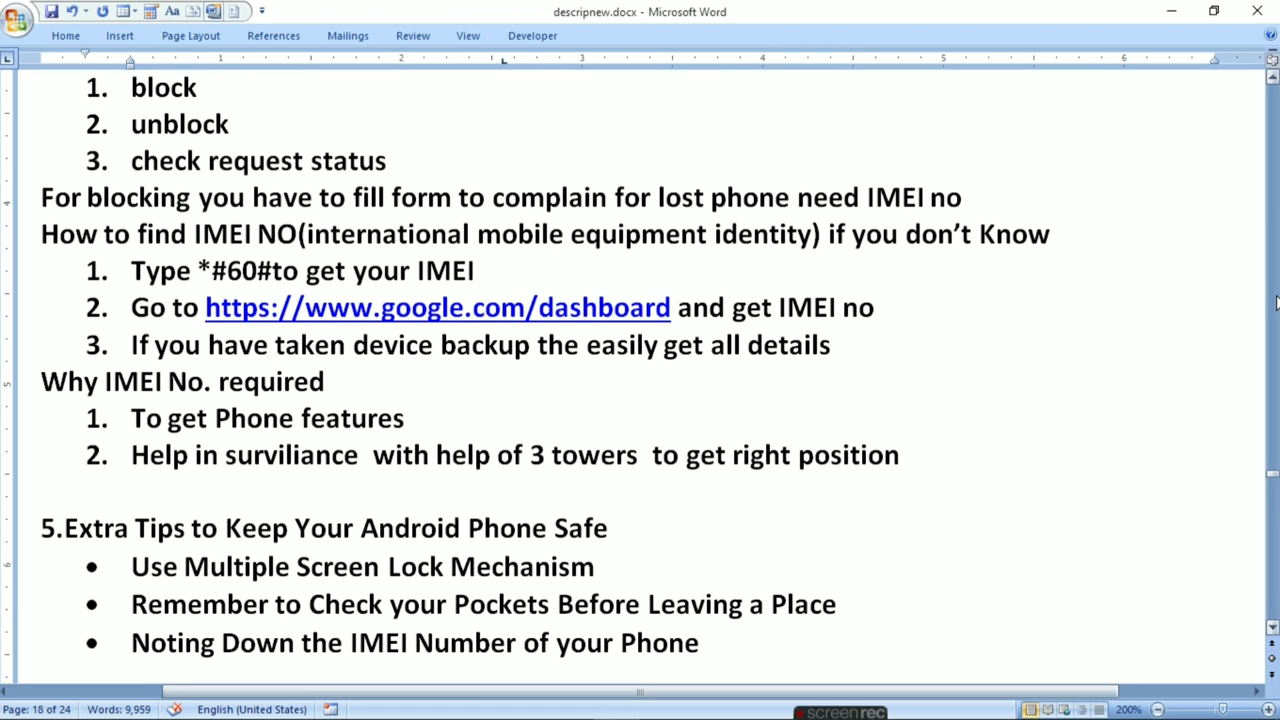 descripnew.docx - Microsoft Word
Home Insert Page Layout References Mailings Review View Developer
1 2 3 4 5 6
1. block
2. unblock
3. check request status
For blocking you have to fill form to complain for lost phone need IMEI no
How to find IMEI NO(international mobile equipment identity) if you don’t Know
1. Type *#60#to get your IMEI
2. Go to https://www.google.com/dashboard and get IMEI no
3. If you have taken device backup the easily get all details
Why IMEI No. required
1. To get Phone features
2. Help in surviliance  with help of 3 towers  to get right position
5.Extra Tips to Keep Your Android Phone Safe
• Use Multiple Screen Lock Mechanism
• Remember to Check your Pockets Before Leaving a Place
• Noting Down the IMEI Number of your Phone
Page: 18 of 24 Words: 9,959 English (United States) 200%
screenrec